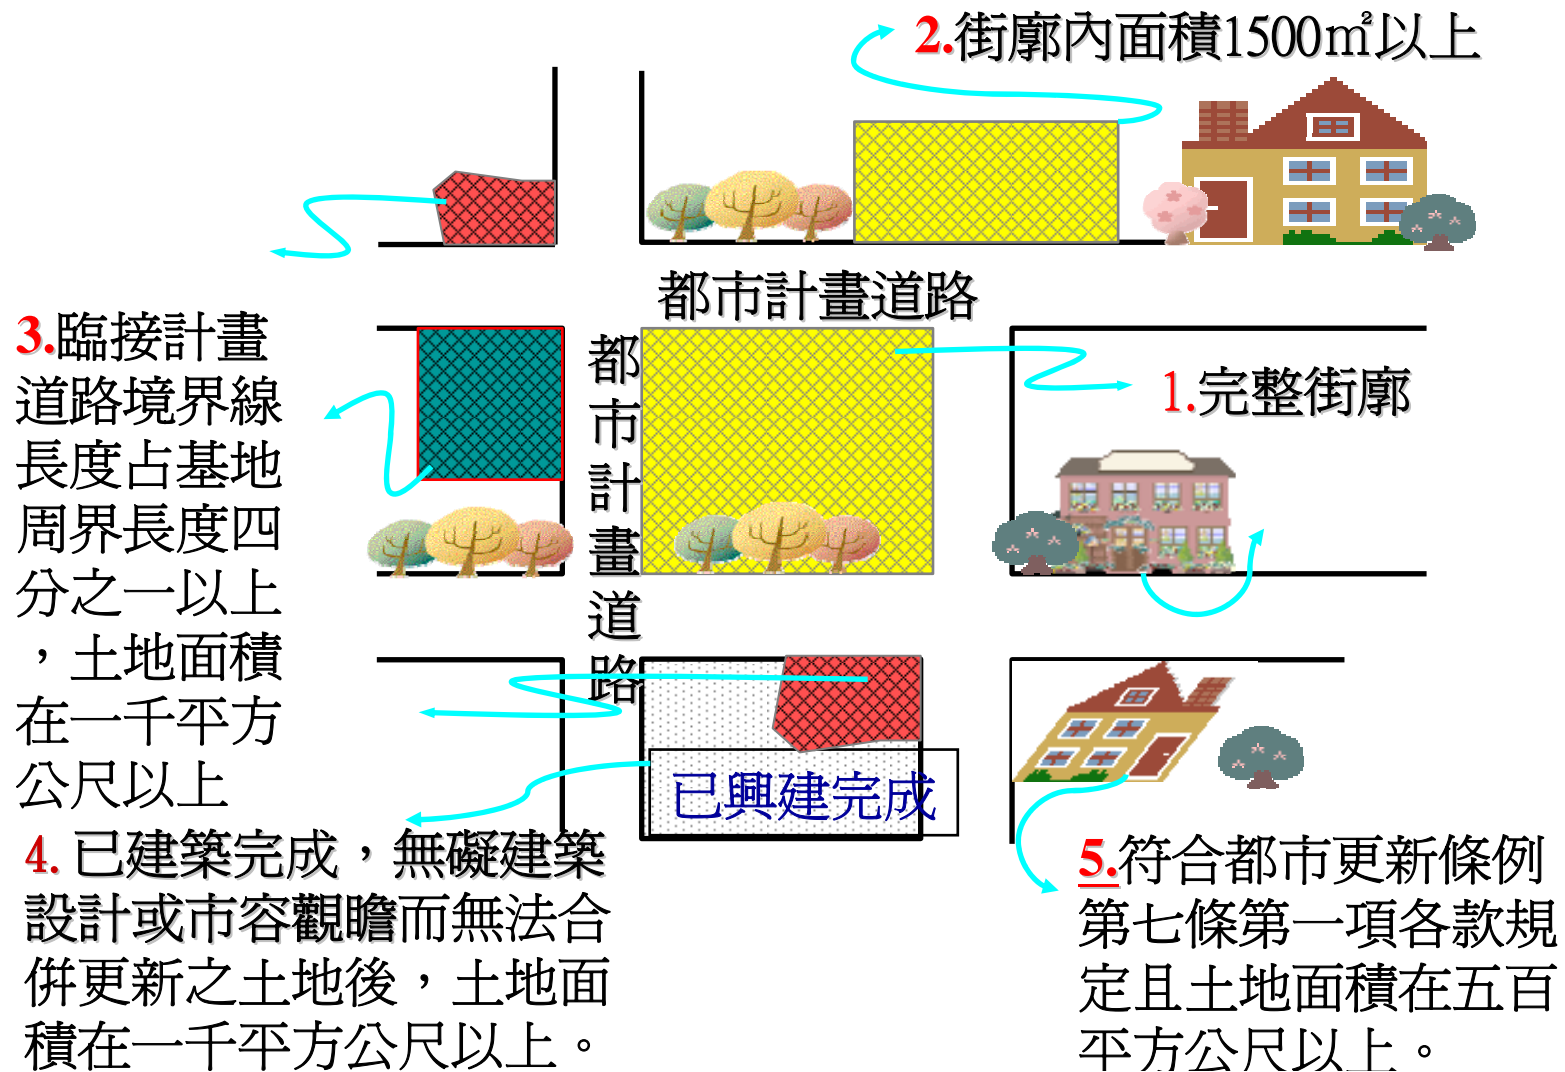 2.街廓內面積1500㎡以上
都市計畫道路
都市計畫道路
1.完整街廓
3.臨接計畫
道路境界線
長度占基地
周界長度四
分之一以上
，土地面積
在一千平方
公尺以上
已興建完成
4. 已建築完成，無礙建築
設計或市容觀瞻而無法合
併更新之土地後，土地面
積在一千平方公尺以上。
5.符合都市更新條例
第七條第一項各款規
定且土地面積在五百
平方公尺以上。